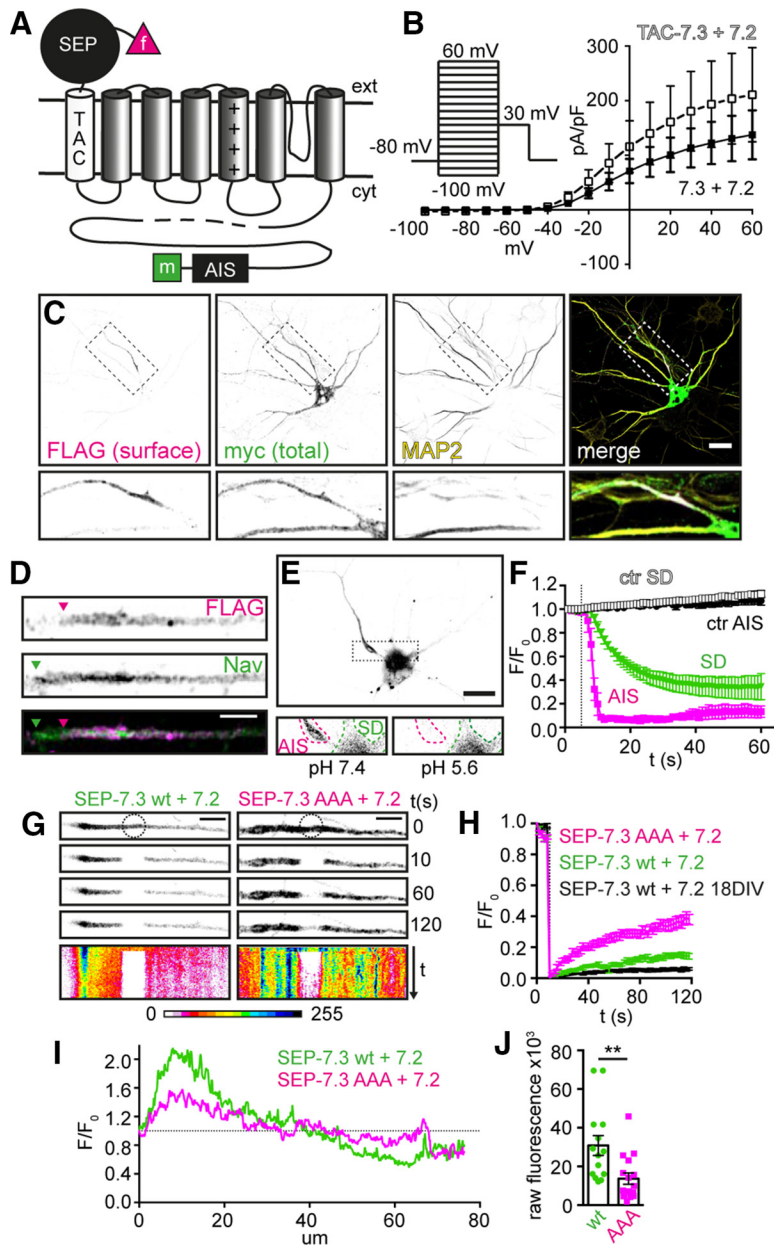 A
SEP
f
ext
T
A
C
+
+
+
+
cyt
m
AIS
B
TAC-7.3 + 7.2
60 mV
30 mV
-80 mV
-100 mV
300
200
100
-100
pA/pF
7.3 + 7.2
-100 -80 -60 -40 -20 0 20 40 60
mV
C
FLAG (surface)
myc (total)
MAP2
merge
D
FLAG
Nav
E
AIS
SD
pH 7.4
pH 5.6
F
ctr SD
ctr AIS
SD
AIS
F/F0
1.2
1.0
0.8
0.6
0.4
0.2
0.0
0 20 40 60
t (s)
G
SEP-7.3 wt + 7.2
SEP-7.3 AAA + 7.2
t(s)
0
10
60
120
t
0 255
H
SEP-7.3 AAA + 7.2
SEP-7.3 wt + 7.2
SEP-7.3 wt + 7.2 18DIV
F/F0
1.0
0.8
0.6
0.4
0.2
0.0
0 40 80 120
t (s)
I
SEP-7.3 wt + 7.2
SEP-7.3 AAA + 7.2
F/F0
2.0
1.6
1.2
0.8
0.4
0.0
0 20 40 60 80
um
J
**
raw fluorescence x10³
80
60
40
20
0
wt
AAA